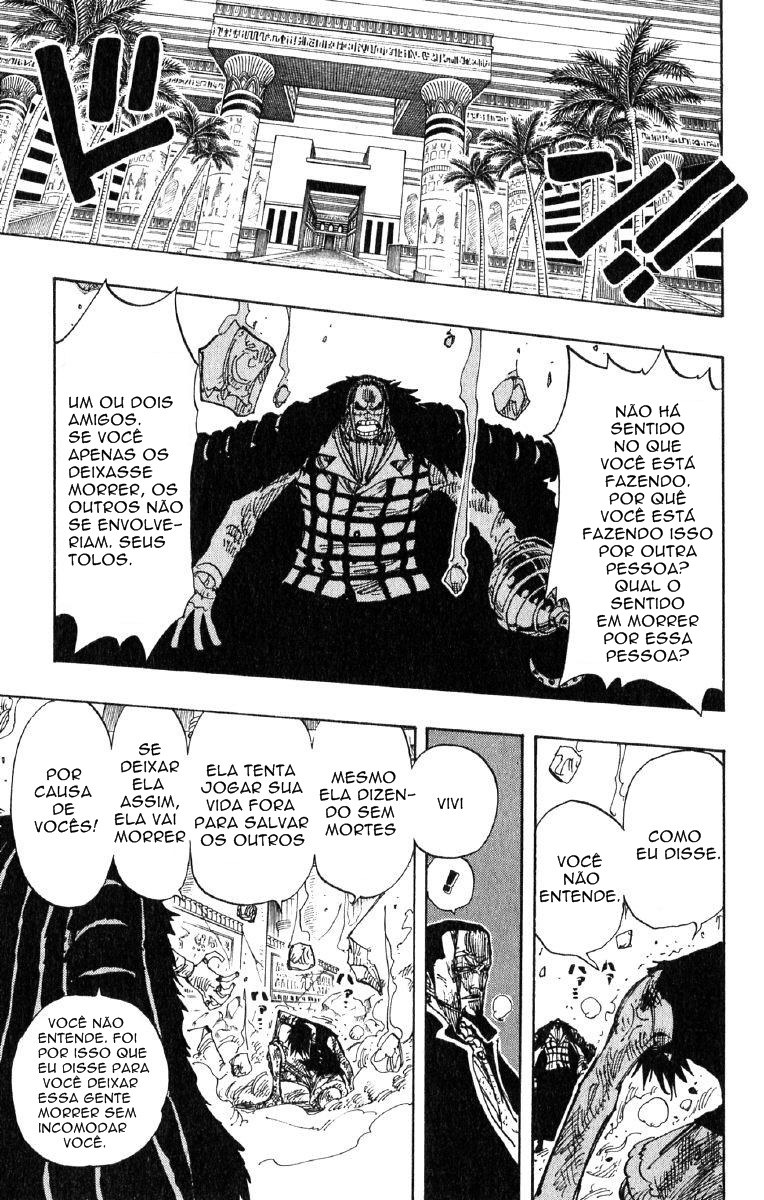 ドドン!!
NÃO HÁ
SENTIDO
NO QUE
VOCÊ ESTÁ
FAZENDO.
POR QUÊ
VOCÊ ESTÁ
FAZENDO ISSO
POR OUTRA
PESSOA?
QUAL O
SENTIDO
EM MORRER
POR ESSA
PESSOA?
UM OU DOIS
AMIGOS.
SE VOCÊ
APENAS OS
DEIXASSE
MORRER, OS
OUTROS NÃO
SE ENVOLVE-
RIAM. SEUS
TOLOS.
COMO
EU DISSE.
VOCÊ
NÃO
ENTENDE.
VIVI
!
MESMO
ELA DIZEN-
DO SEM
MORTES
ELA TENTA
JOGAR SUA
VIDA FORA
PARA SALVAR
OS OUTROS
SE
DEIXAR
ELA
ASSIM,
ELA VAI
MORRER
POR
CAUSA
DE
VOCÊS!
VOCÊ NÃO
ENTENDE. FOI
POR ISSO QUE
EU DISSE PARA
VOCÊ DEIXAR
ESSA GENTE
MORRER SEM
INCOMODAR
VOCÊ.